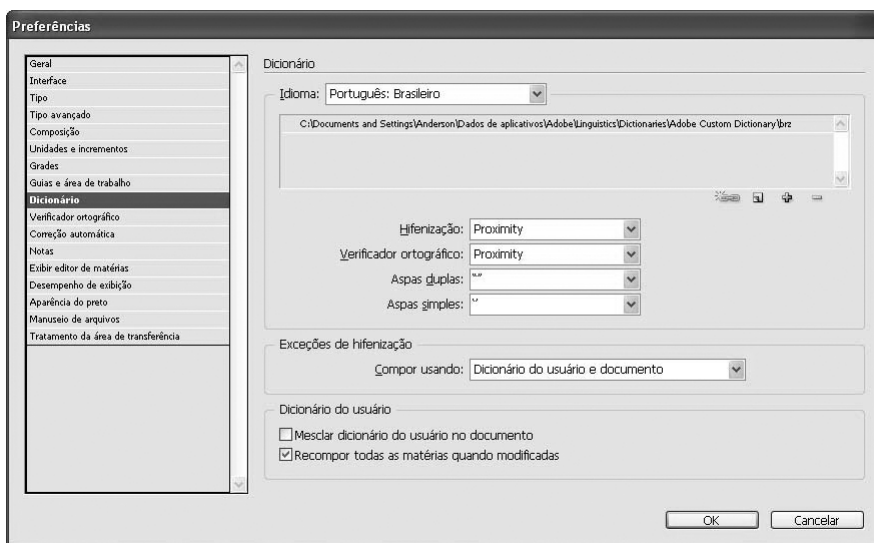 Preferências
Geral
Interface
Tipo
Tipo avançado
Composição
Unidades e incrementos
Grades
Guias e área de trabalho
Dicionário
Verificador ortográfico
Correção automática
Notas
Exibir editor de matérias
Desempenho de exibição
Aparência do preto
Manuseio de arquivos
Tratamento da área de transferência
Dicionário
Idioma: Português: Brasileiro
C:\Documents and Settings\Anderson\Dados de aplicativos\Adobe\Linguistics\Dictionaries\Adobe Custom Dictionary\brz
Hifenização: Proximity
Verificador ortográfico: Proximity
Aspas duplas: “”
Aspas simples: ‘’
Exceções de hifenização
Compor usando: Dicionário do usuário e documento
Dicionário do usuário
Mesclar dicionário do usuário no documento
Recompor todas as matérias quando modificadas
OK Cancelar